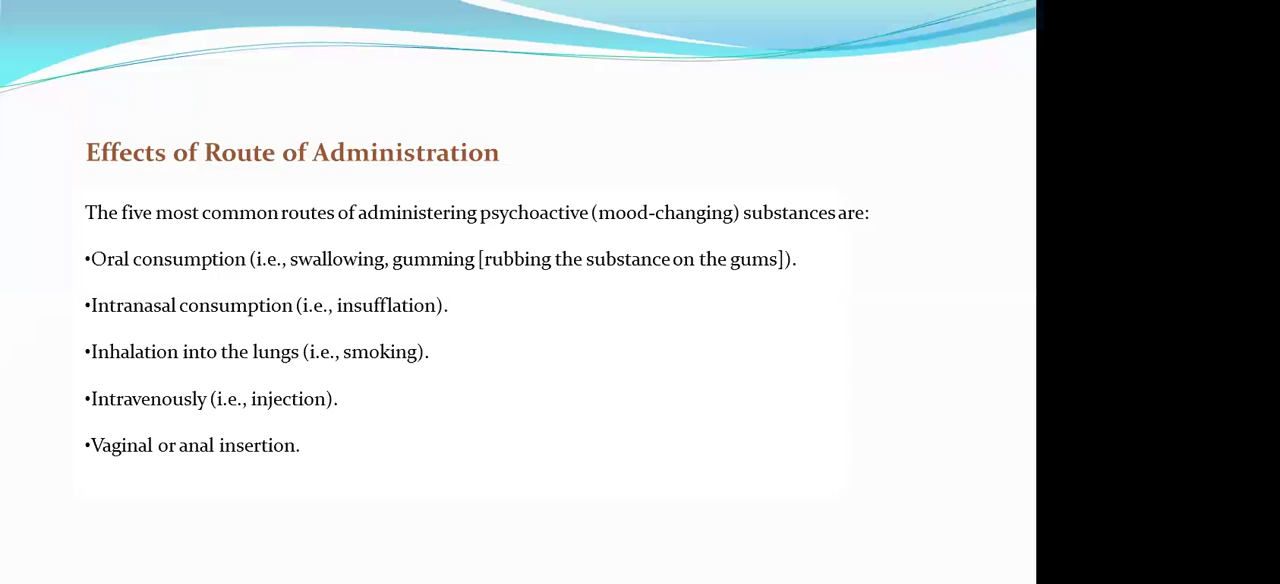 Effects of Route of Administration
The five most common routes of administering psychoactive (mood-changing) substances are:
•Oral consumption (i.e., swallowing, gumming [rubbing the substance on the gums]).
•Intranasal consumption (i.e., insufflation).
•Inhalation into the lungs (i.e., smoking).
•Intravenously (i.e., injection).
•Vaginal or anal insertion.